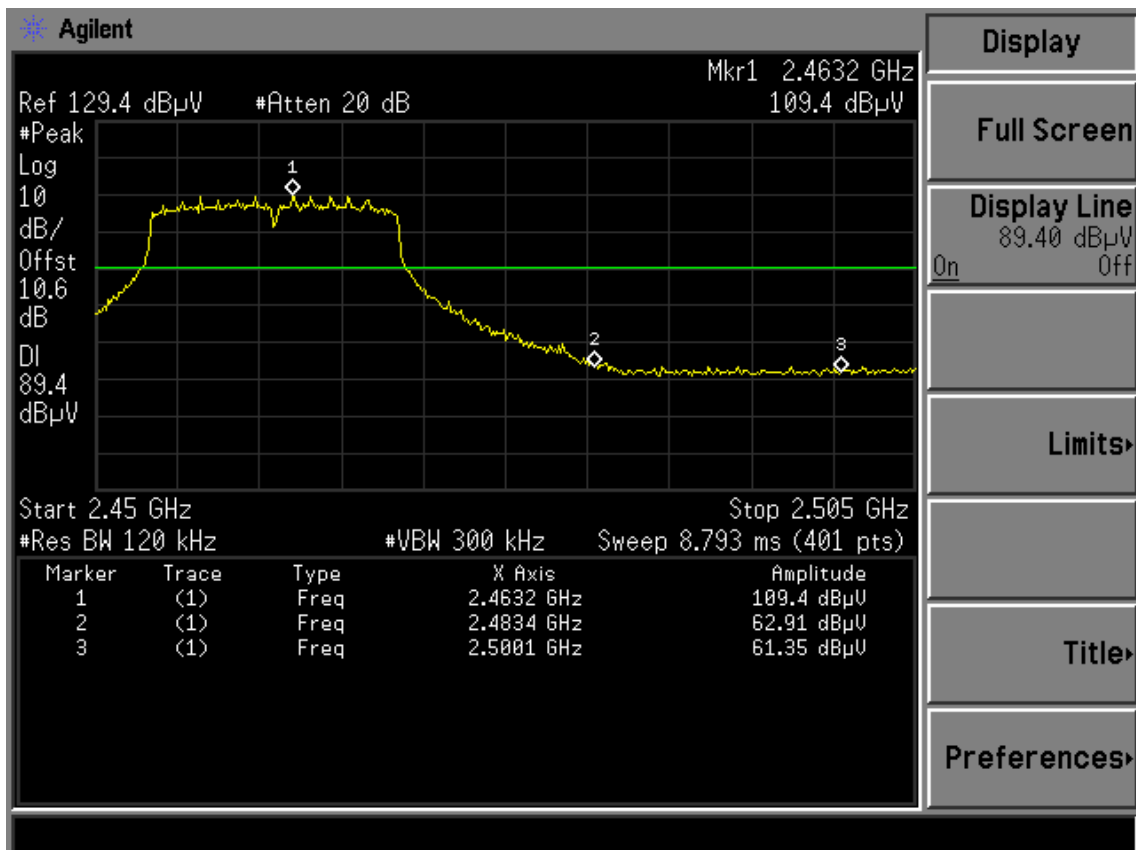 Agilent
Display
Mkr1 2.4632 GHz
Ref 129.4 dBµV #Atten 20 dB 109.4 dBµV
#Peak
Log
10
dB/
Offst
10.6
dB
DI
89.4
dBµV
1
2
3
Start 2.45 GHz Stop 2.505 GHz
#Res BW 120 kHz #VBW 300 kHz Sweep 8.793 ms (401 pts)
Marker Trace Type X Axis Amplitude
1 (1) Freq 2.4632 GHz 109.4 dBµV
2 (1) Freq 2.4834 GHz 62.91 dBµV
3 (1) Freq 2.5001 GHz 61.35 dBµV
Full Screen
Display Line
89.40 dBµV
On Off
Limits
Title
Preferences